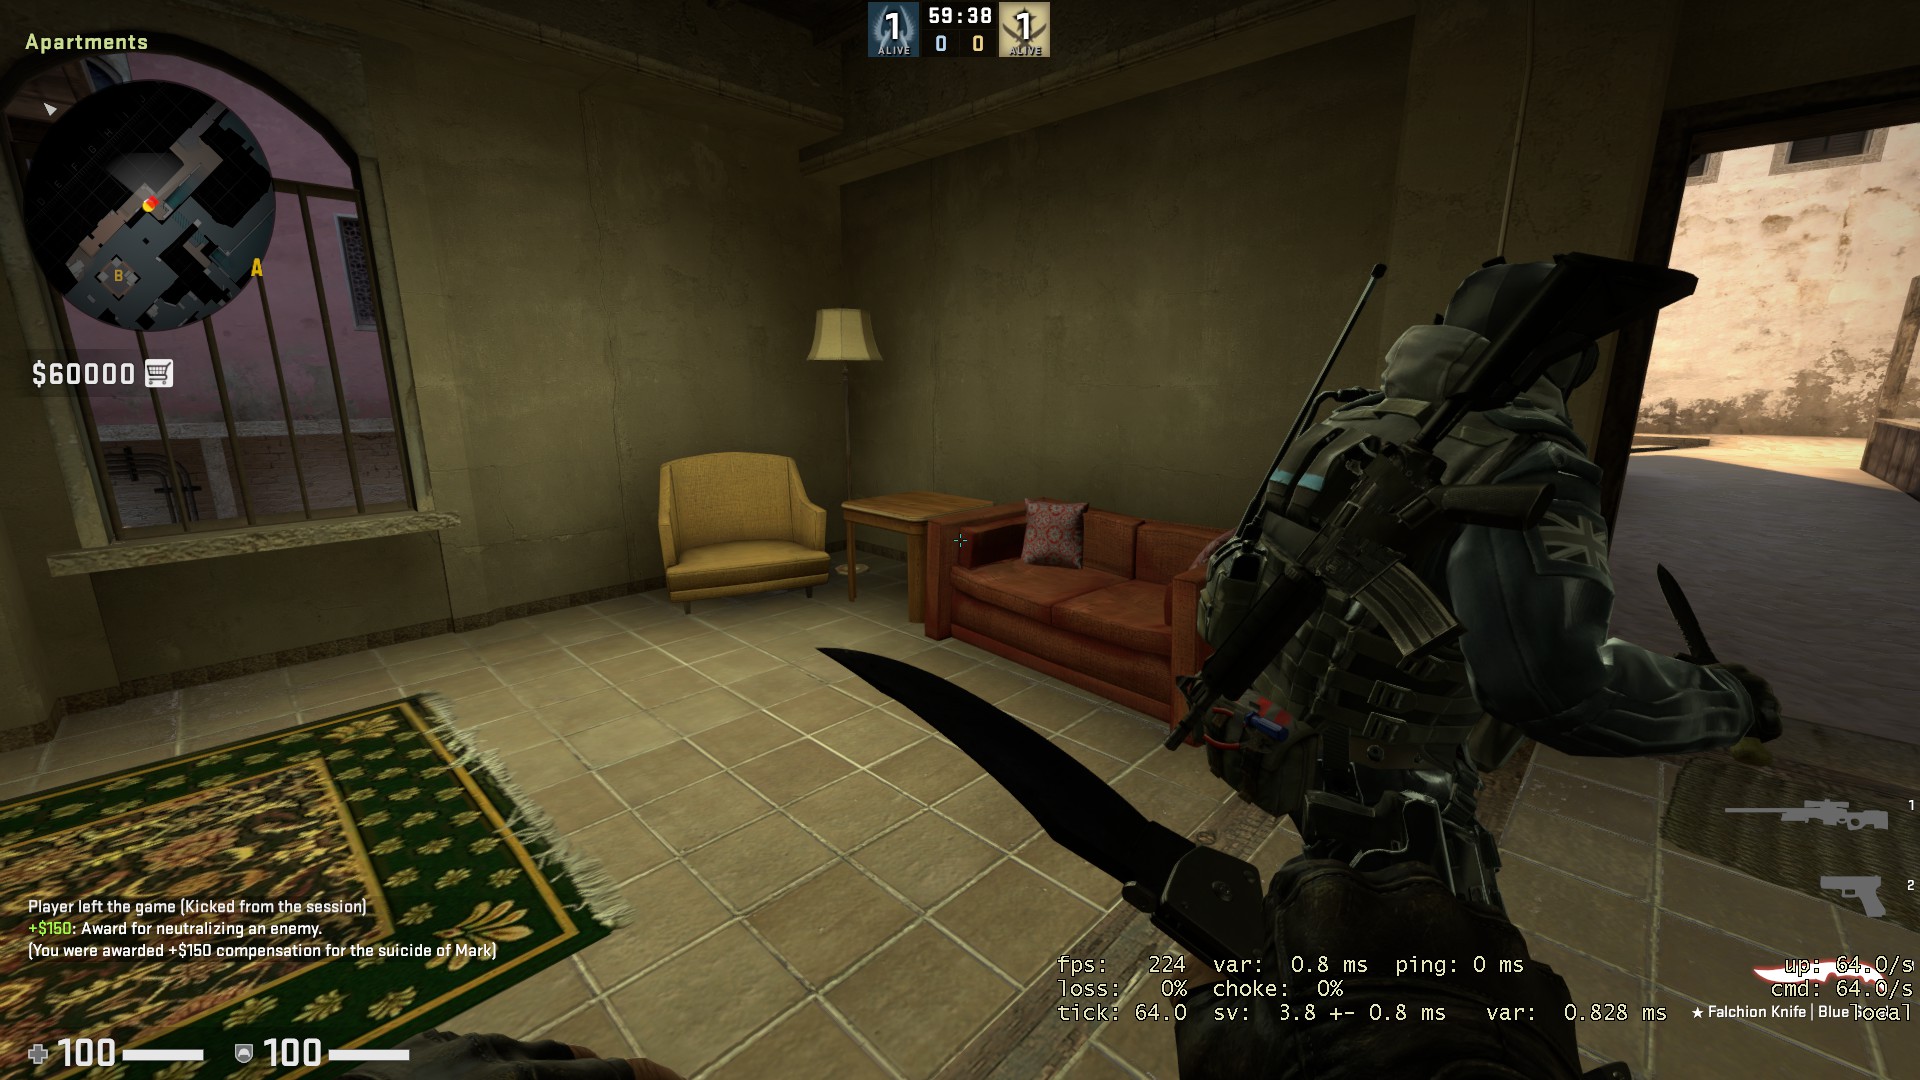 Apartments
1
ALIVE
59:38
0 0
1
ALIVE
A
B
$60000
1
2
Player left the game (Kicked from the session)
+$150: Award for neutralizing an enemy.
(You were awarded +$150 compensation for the suicide of Mark)
fps: 224 var: 0.8 ms ping: 0 ms
loss: 0% choke: 0%
tick: 64.0 sv: 3.8 +- 0.8 ms var: 0.828 ms
up: 64.0/s
cmd: 64.0/s
local
★ Falchion Knife | Blue
100 100